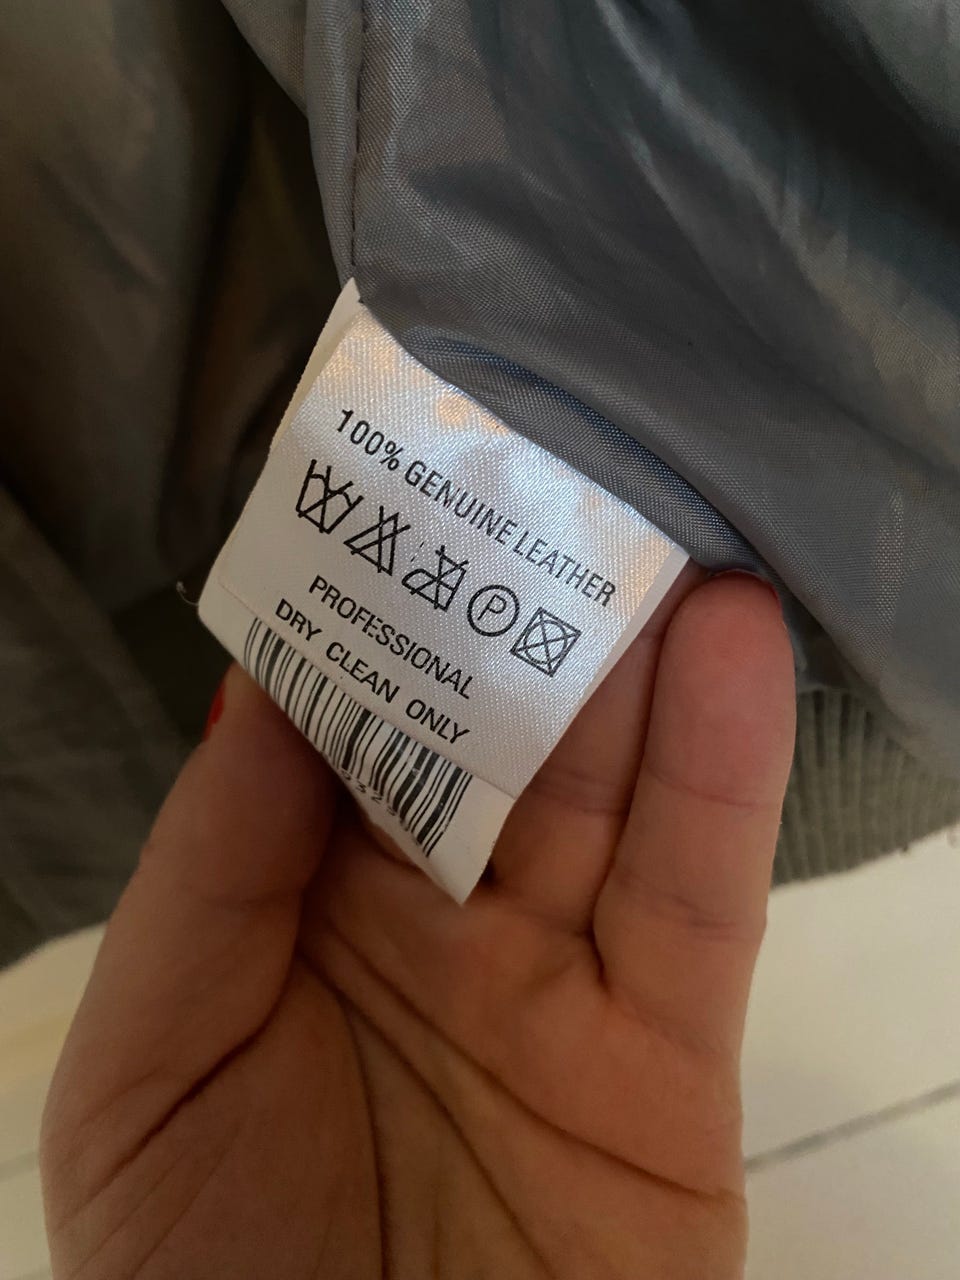 100% GENUINE LEATHER
P
PROFESSIONAL
DRY CLEAN ONLY